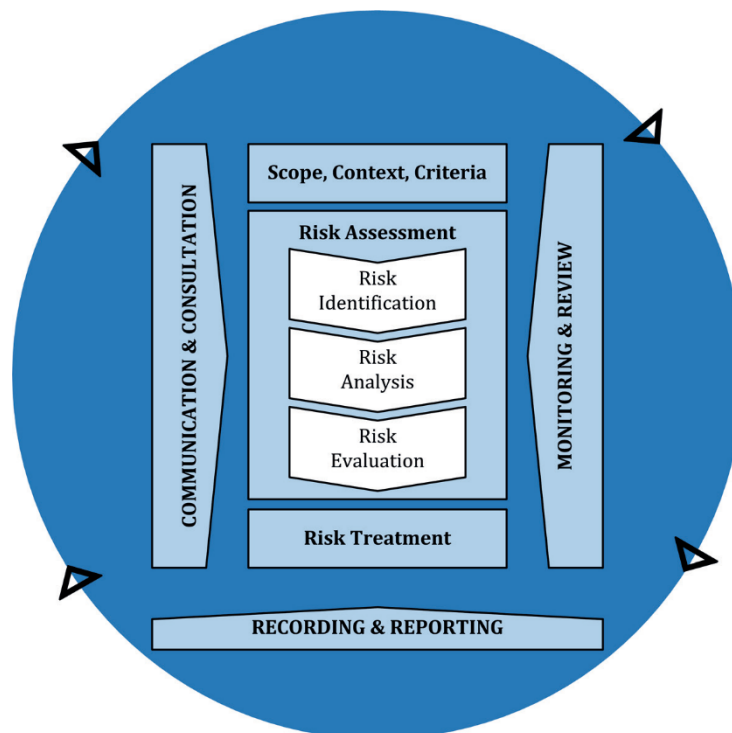 Scope, Context, Criteria
Risk Assessment
Risk
Identification
Risk
Analysis
Risk
Evaluation
Risk Treatment
COMMUNICATION & CONSULTATION
MONITORING & REVIEW
RECORDING & REPORTING